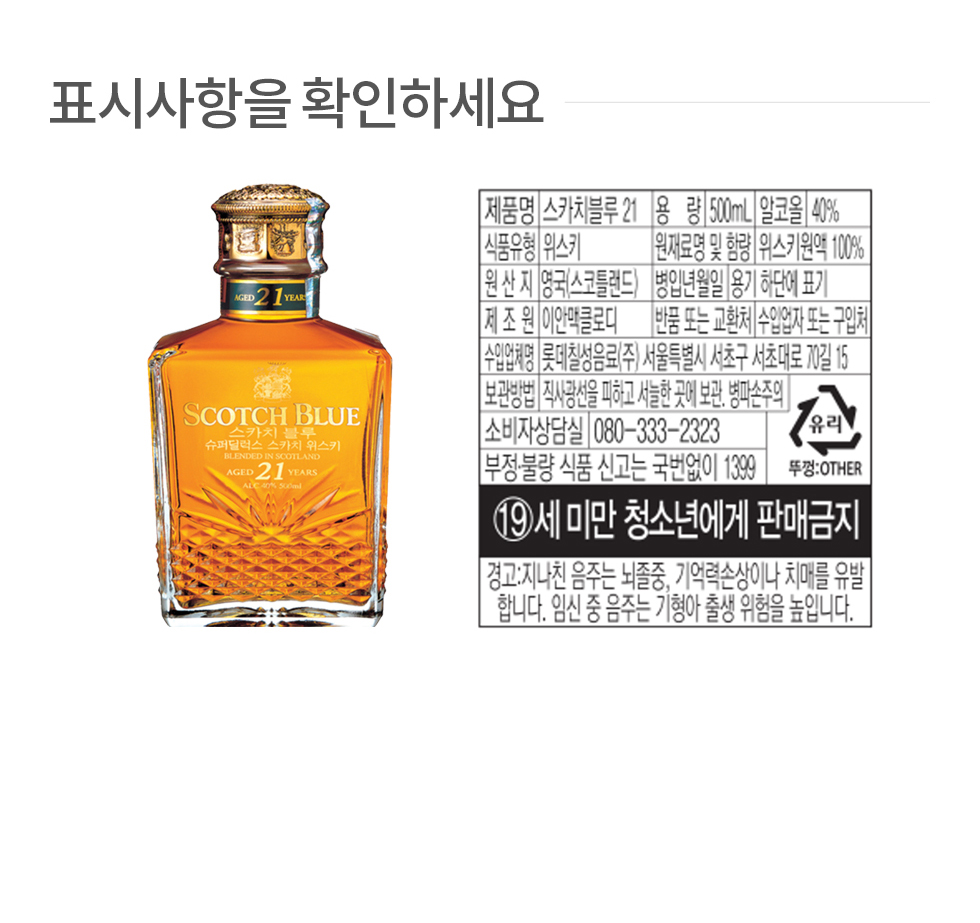 표시사항을 확인하세요
AGED 21 YEARS
SCOTCH BLUE
스카치 블루
슈퍼딜럭스 스카치 위스키
BLENDED IN SCOTLAND
AGED 21 YEARS
ALC 40% 500ml
제품명 스카치블루 21 용 량 500mL 알코올 40%
식품유형 위스키 원재료명 및 함량 위스키원액 100%
원 산 지 영국(스코틀랜드) 병입년월일 용기 하단에 표기
제 조 원 이안맥클로디 반품 또는 교환처 수입업자 또는 구입처
수입업체명 롯데칠성음료(주) 서울특별시 서초구 서초대로 70길 15
보관방법 직사광선을 피하고 서늘한 곳에 보관. 병파손주의
소비자상담실 080-333-2323
부정·불량 식품 신고는 국번없이 1399
유리
뚜껑:OTHER
⑲세 미만 청소년에게 판매금지
경고:지나친 음주는 뇌졸중, 기억력손상이나 치매를 유발
합니다. 임신 중 음주는 기형아 출생 위험을 높입니다.